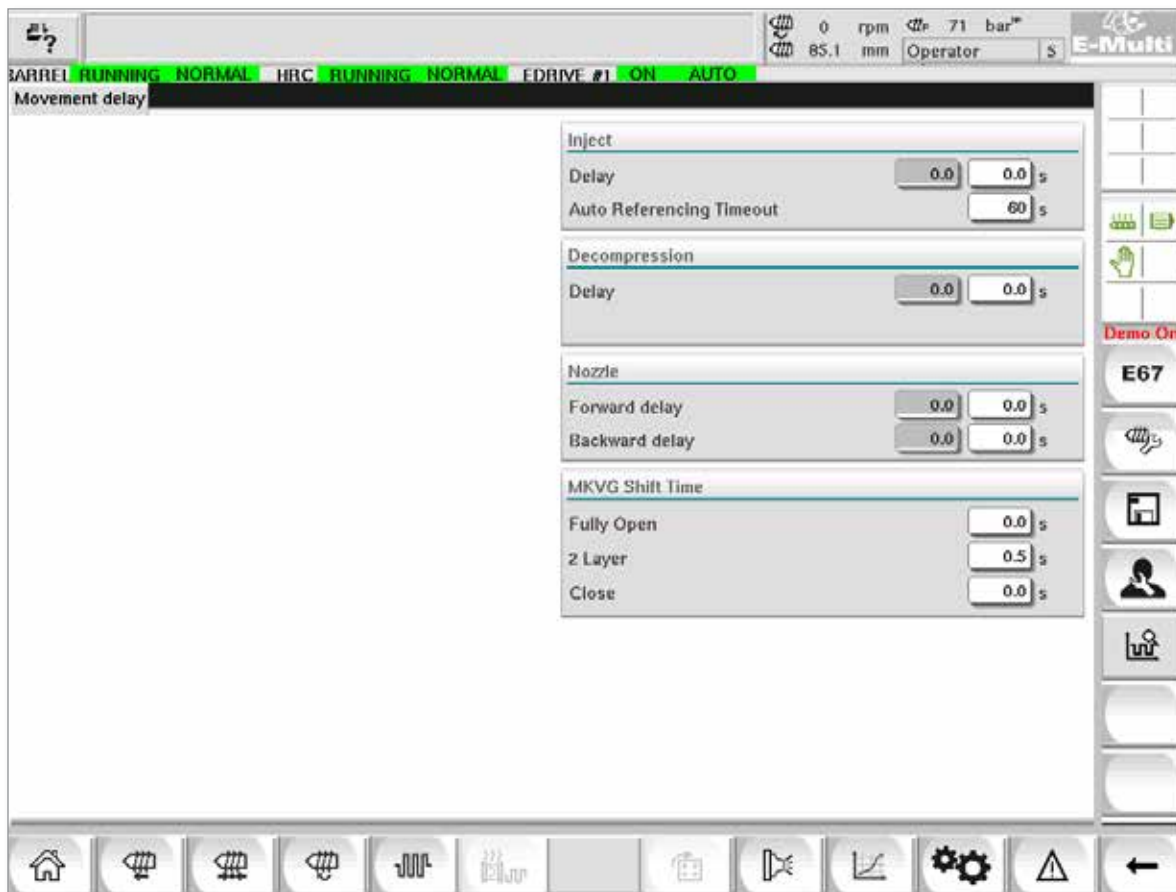 0 rpm 71 bar
85.1 mm Operator S
E-Multi
BARREL RUNNING NORMAL HRC RUNNING NORMAL EDRIVE #1 ON AUTO
Movement delay
Inject
Delay 0.0 0.0 s
Auto Referencing Timeout 60 s
Decompression
Delay 0.0 0.0 s
Demo On
Nozzle
E67
Forward delay 0.0 0.0 s
Backward delay 0.0 0.0 s
MKVG Shift Time
Fully Open 0.0 s
2 Layer 0.5 s
Close 0.0 s